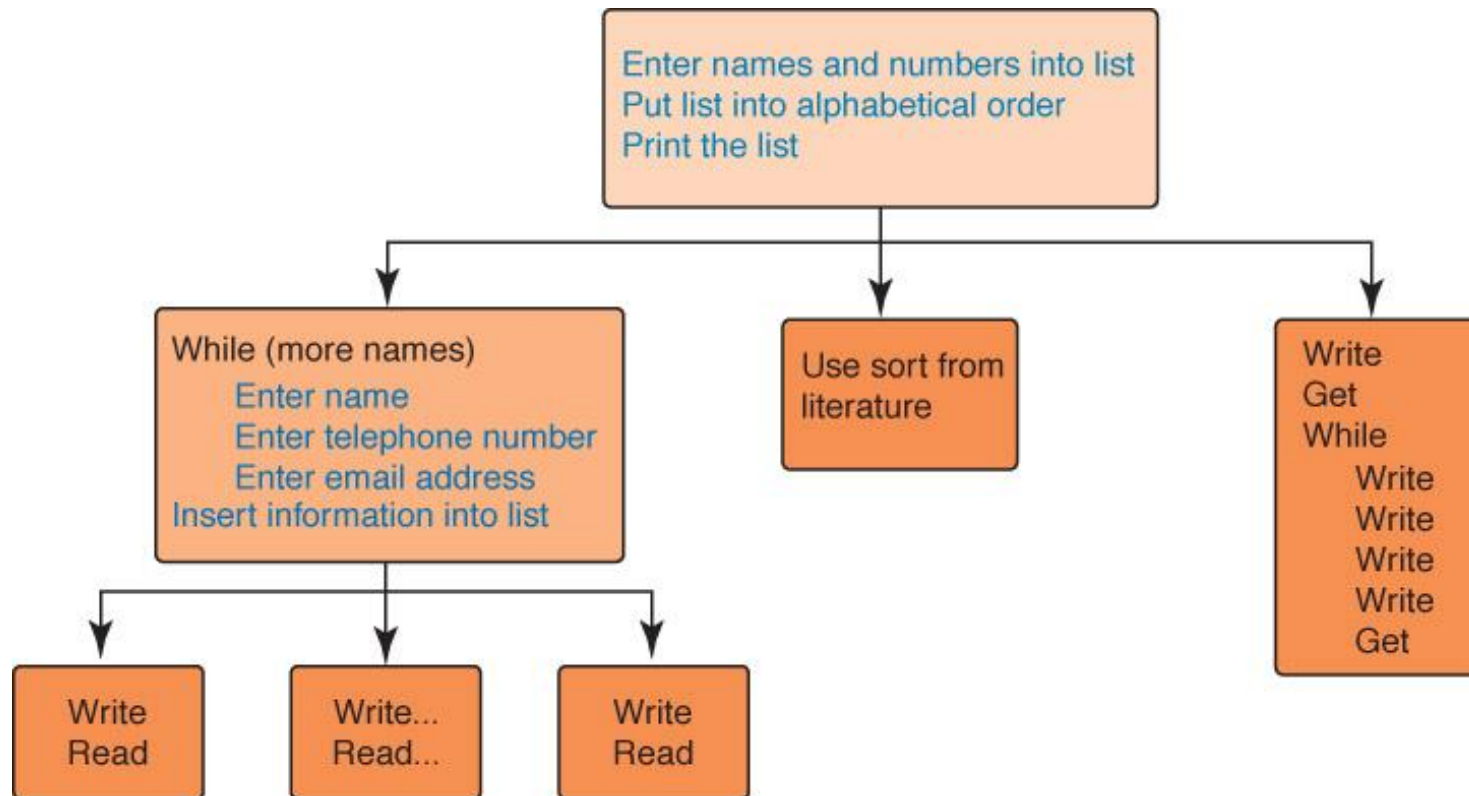 Enter names and numbers into list
Put list into alphabetical order
Print the list
While (more names)
Enter name
Enter telephone number
Enter email address
Insert information into list
Use sort from
literature
Write
Get
While
Write
Write
Write
Write
Get
Write
Read
Write...
Read...
Write
Read